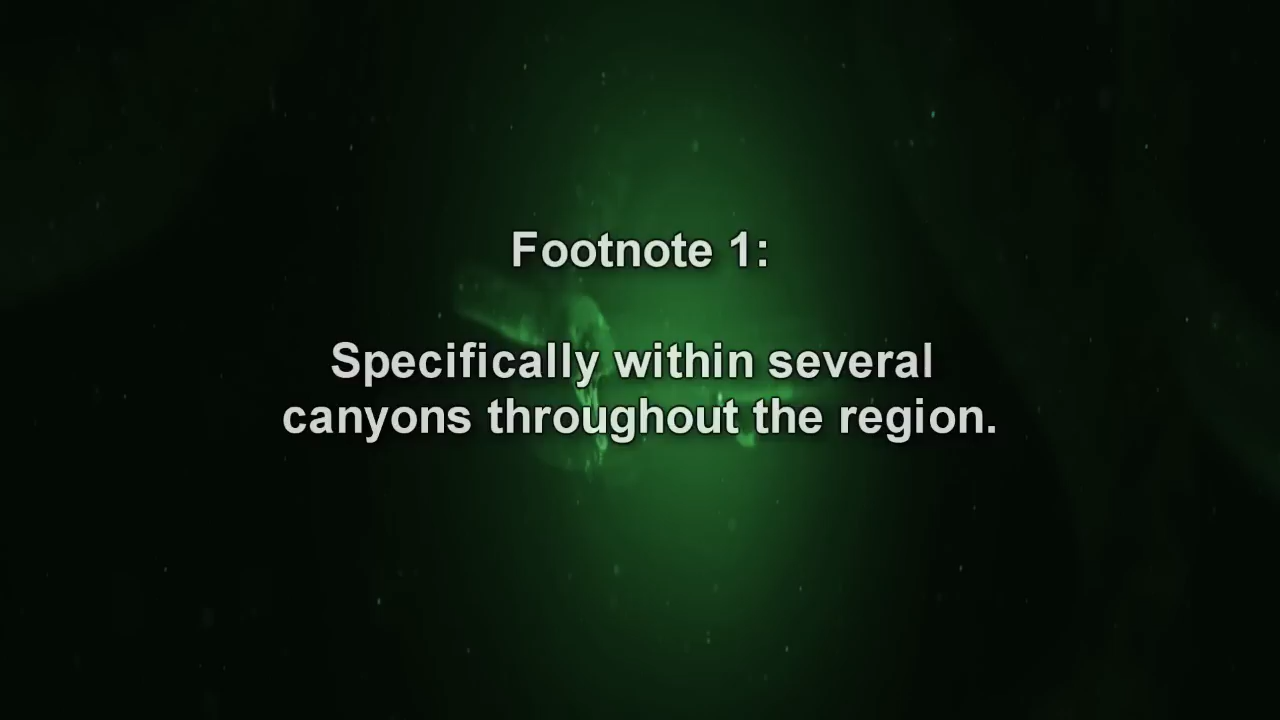 Footnote 1:
Specifically within several
canyons throughout the region.